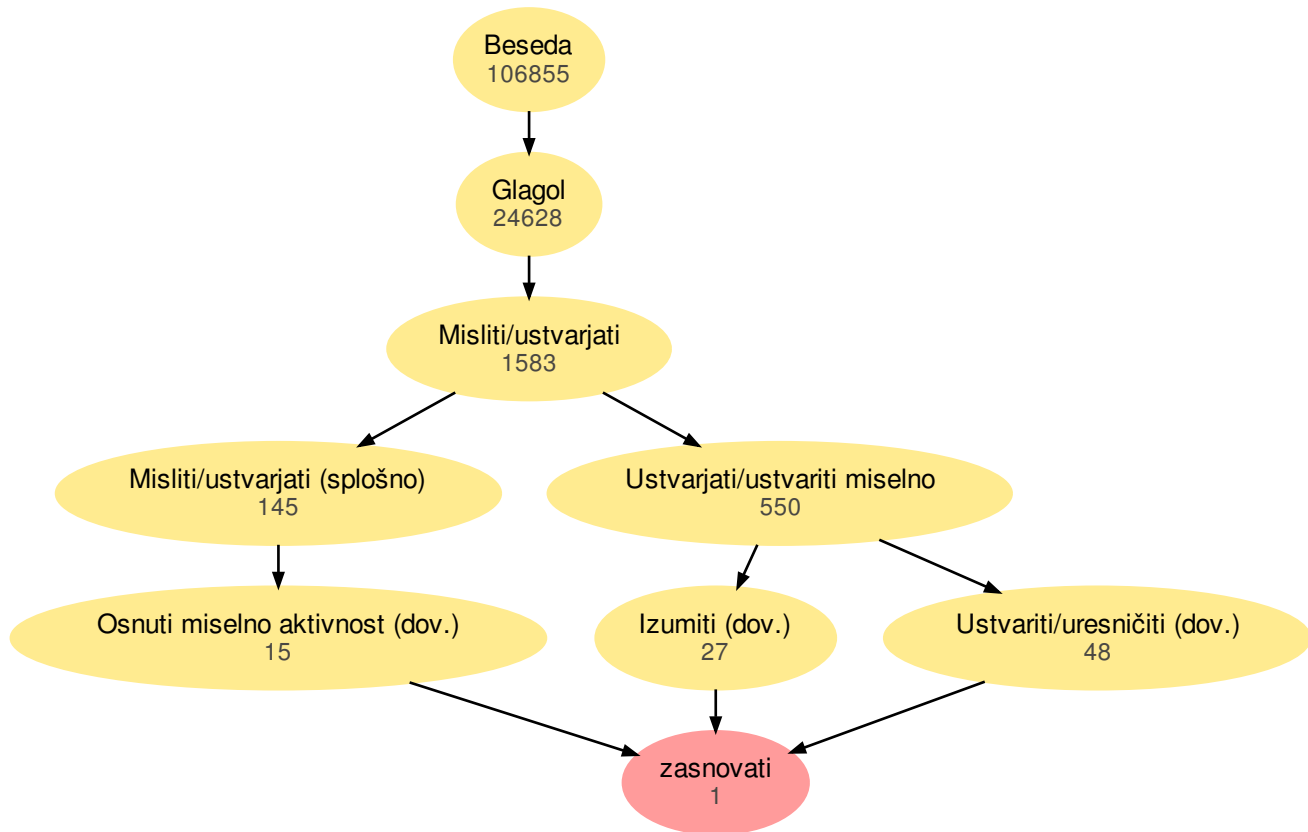 Beseda
106855
Glagol
24628
Misliti/ustvarjati
1583
Misliti/ustvarjati (splošno)
145
Ustvarjati/ustvariti miselno
550
Osnuti miselno aktivnost (dov.)
15
Izumiti (dov.)
27
Ustvariti/uresničiti (dov.)
48
zasnovati
1